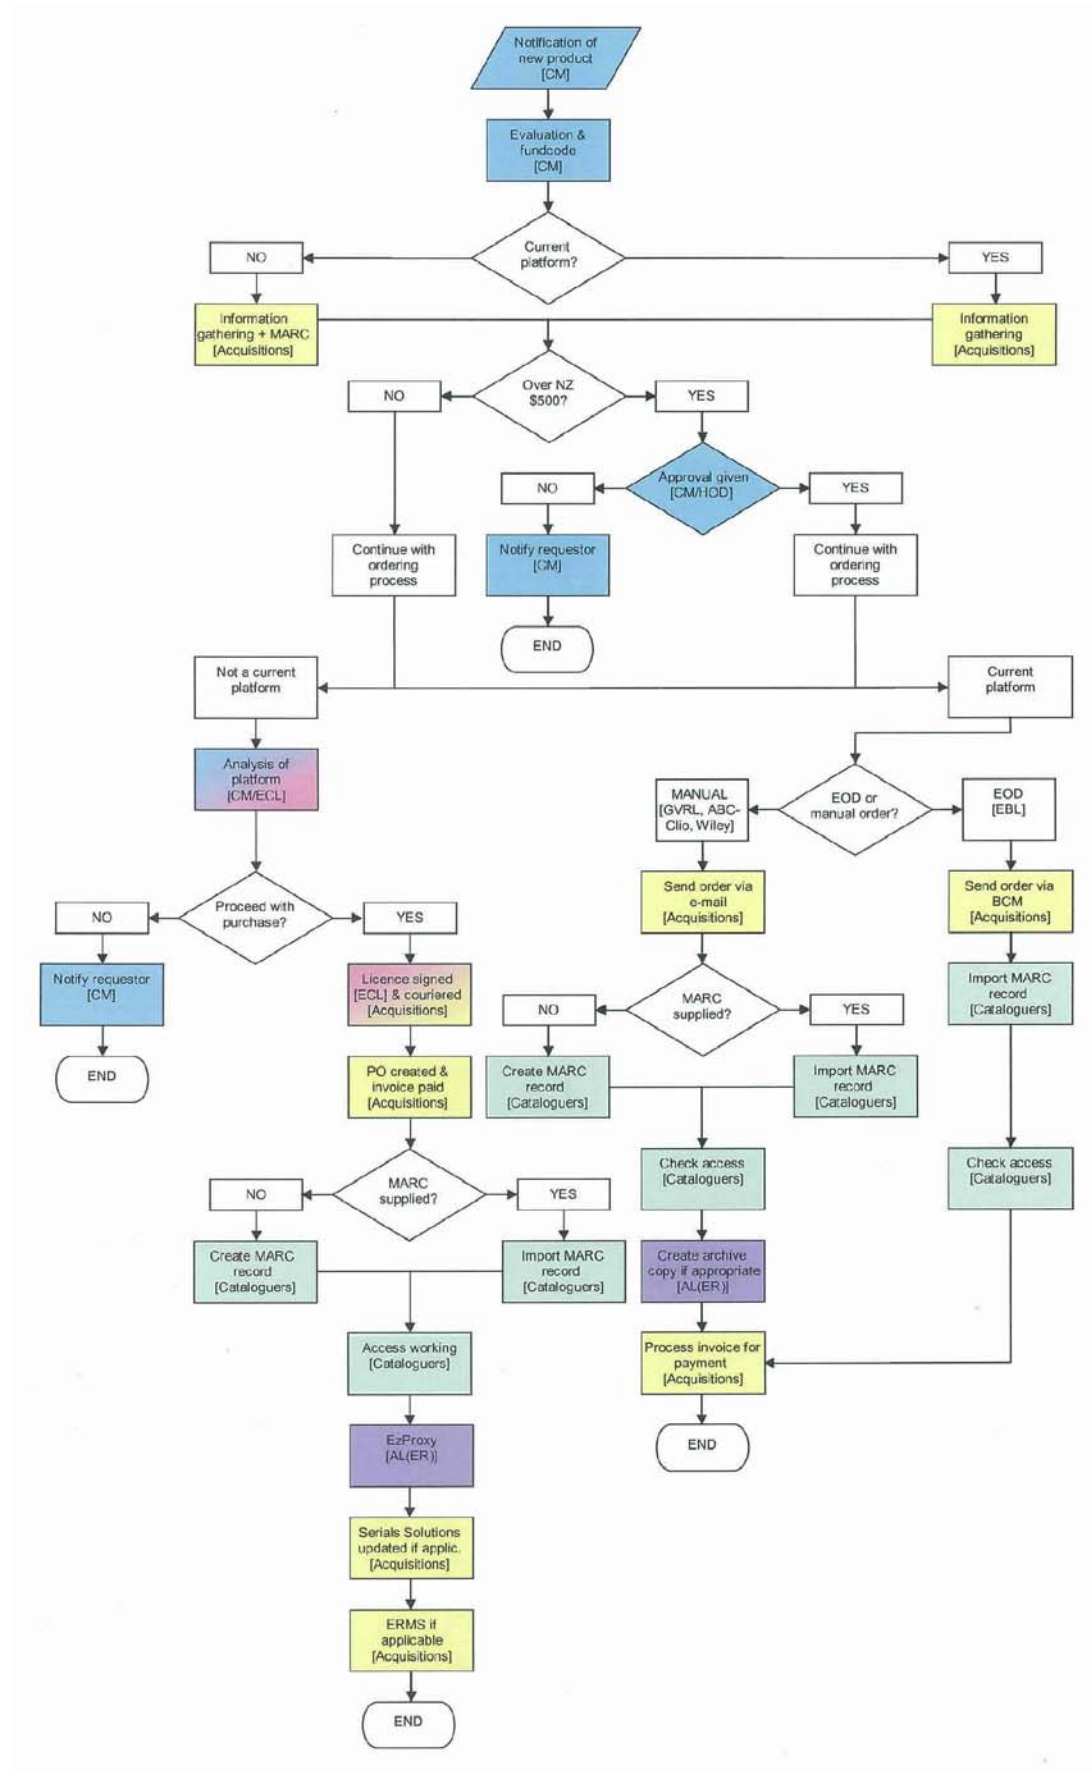 Notification of
new product
[CM]
Evaluation &
fundcode
[CM]
Current
platform?
NO
YES
Information
gathering + MARC
[Acquisitions]
Information
gathering
[Acquisitions]
Over NZ
$500?
NO
YES
Approval given
[CM/HOD]
NO
YES
Continue with
ordering
process
Notify requestor
[CM]
Continue with
ordering
process
END
Not a current
platform
Current
platform
Analysis of
platform
[CM/ECL]
EOD or
manual order?
MANUAL
[GVRL, ABC-
Clio, Wiley]
EOD
[EBL]
Send order via
e-mail
[Acquisitions]
Send order via
BCM
[Acquisitions]
Proceed with
purchase?
NO
YES
Notify requestor
[CM]
Licence signed
[ECL] & couriered
[Acquisitions]
MARC
supplied?
NO
YES
Import MARC
record
[Cataloguers]
END
PO created &
invoice paid
[Acquisitions]
Create MARC
record
[Cataloguers]
Import MARC
record
[Cataloguers]
MARC
supplied?
NO
YES
Check access
[Cataloguers]
Check access
[Cataloguers]
Create MARC
record
[Cataloguers]
Import MARC
record
[Cataloguers]
Create archive
copy if appropriate
[AL(ER)]
Access working
[Cataloguers]
Process invoice for
payment
[Acquisitions]
EzProxy
[AL(ER)]
END
Serials Solutions
updated if applic.
[Acquisitions]
ERMS if
applicable
[Acquisitions]
END